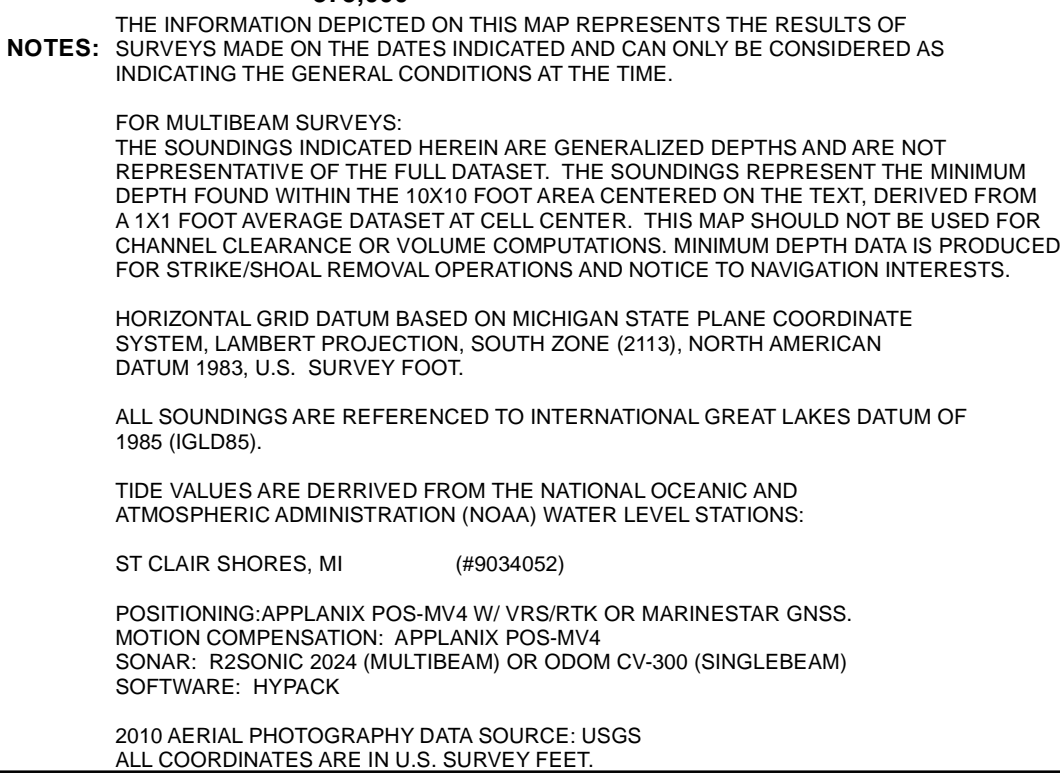 THE INFORMATION DEPICTED ON THIS MAP REPRESENTS THE RESULTS OF
NOTES: SURVEYS MADE ON THE DATES INDICATED AND CAN ONLY BE CONSIDERED AS
INDICATING THE GENERAL CONDITIONS AT THE TIME.
FOR MULTIBEAM SURVEYS:
THE SOUNDINGS INDICATED HEREIN ARE GENERALIZED DEPTHS AND ARE NOT
REPRESENTATIVE OF THE FULL DATASET. THE SOUNDINGS REPRESENT THE MINIMUM
DEPTH FOUND WITHIN THE 10X10 FOOT AREA CENTERED ON THE TEXT, DERIVED FROM
A 1X1 FOOT AVERAGE DATASET AT CELL CENTER. THIS MAP SHOULD NOT BE USED FOR
CHANNEL CLEARANCE OR VOLUME COMPUTATIONS. MINIMUM DEPTH DATA IS PRODUCED
FOR STRIKE/SHOAL REMOVAL OPERATIONS AND NOTICE TO NAVIGATION INTERESTS.
HORIZONTAL GRID DATUM BASED ON MICHIGAN STATE PLANE COORDINATE
SYSTEM, LAMBERT PROJECTION, SOUTH ZONE (2113), NORTH AMERICAN
DATUM 1983, U.S. SURVEY FOOT.
ALL SOUNDINGS ARE REFERENCED TO INTERNATIONAL GREAT LAKES DATUM OF
1985 (IGLD85).
TIDE VALUES ARE DERRIVED FROM THE NATIONAL OCEANIC AND
ATMOSPHERIC ADMINISTRATION (NOAA) WATER LEVEL STATIONS:
ST CLAIR SHORES, MI (#9034052)
POSITIONING:APPLANIX POS-MV4 W/ VRS/RTK OR MARINESTAR GNSS.
MOTION COMPENSATION: APPLANIX POS-MV4
SONAR: R2SONIC 2024 (MULTIBEAM) OR ODOM CV-300 (SINGLEBEAM)
SOFTWARE: HYPACK
2010 AERIAL PHOTOGRAPHY DATA SOURCE: USGS
ALL COORDINATES ARE IN U.S. SURVEY FEET.